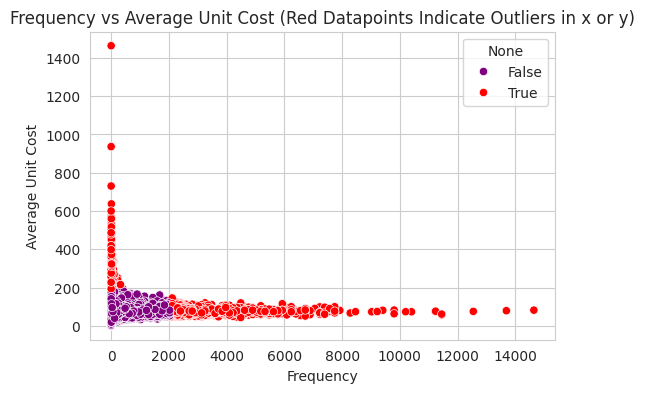 Frequency vs Average Unit Cost (Red Datapoints Indicate Outliers in x or y)
None
False
True
1400
1200
1000
800
600
400
200
0
Average Unit Cost
0 2000 4000 6000 8000 10000 12000 14000
Frequency